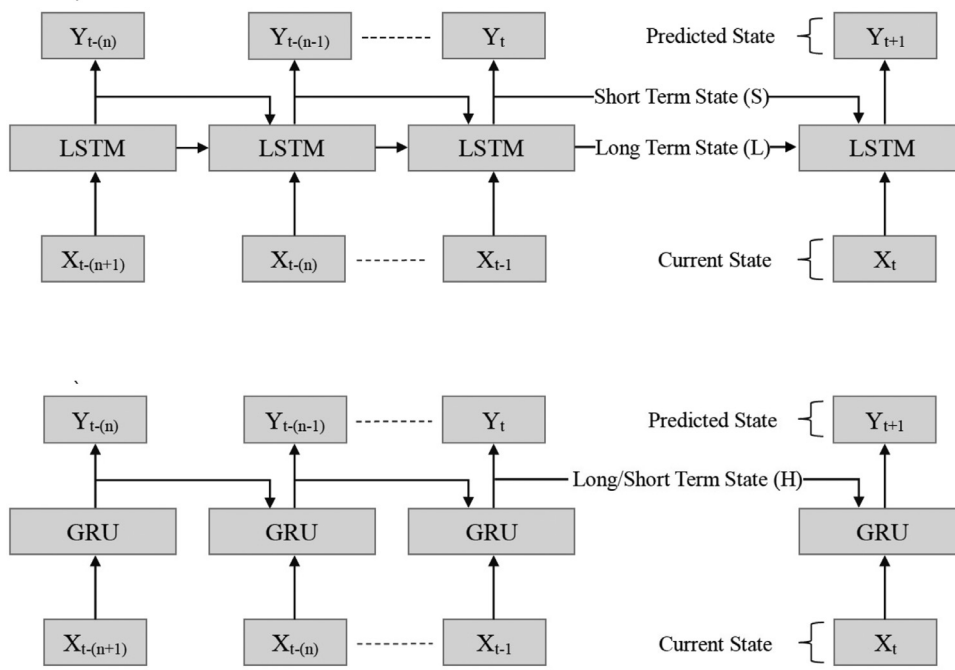 Y_{t-(n)} Y_{t-(n-1)} Y_t Predicted State Y_{t+1}
Short Term State (S)
LSTM LSTM LSTM Long Term State (L) LSTM
X_{t-(n+1)} X_{t-(n)} X_{t-1} Current State X_t
Y_{t-(n)} Y_{t-(n-1)} Y_t Predicted State Y_{t+1}
Long/Short Term State (H)
GRU GRU GRU GRU
X_{t-(n+1)} X_{t-(n)} X_{t-1} Current State X_t